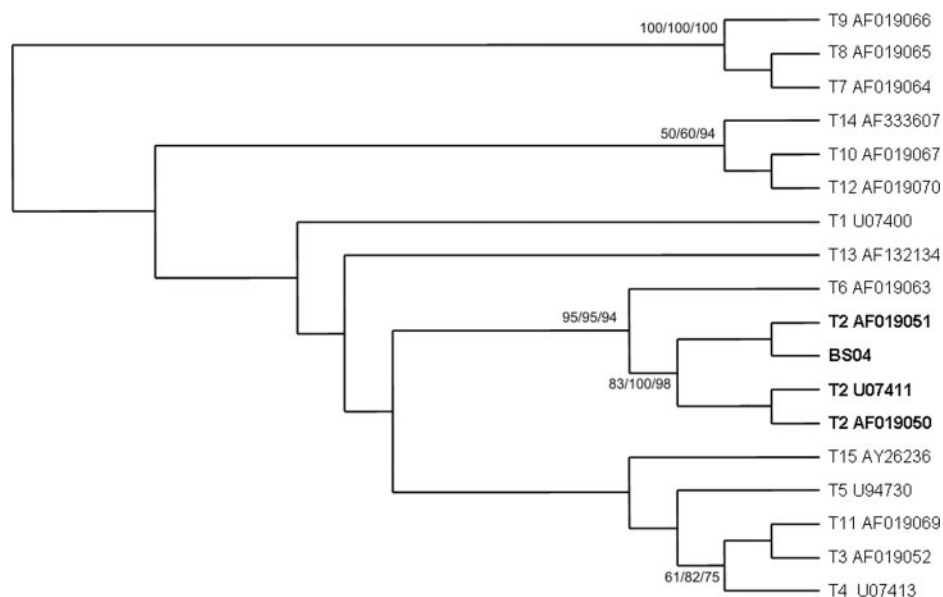 T9 AF019066
100/100/100
T8 AF019065
T7 AF019064
T14 AF333607
50/60/94
T10 AF019067
T12 AF019070
T1 U07400
T13 AF132134
T6 AF019063
95/95/94
T2 AF019051
BS04
83/100/98
T2 U07411
T2 AF019050
T15 AY26236
T5 U94730
T11 AF019069
T3 AF019052
61/82/75
T4 U07413